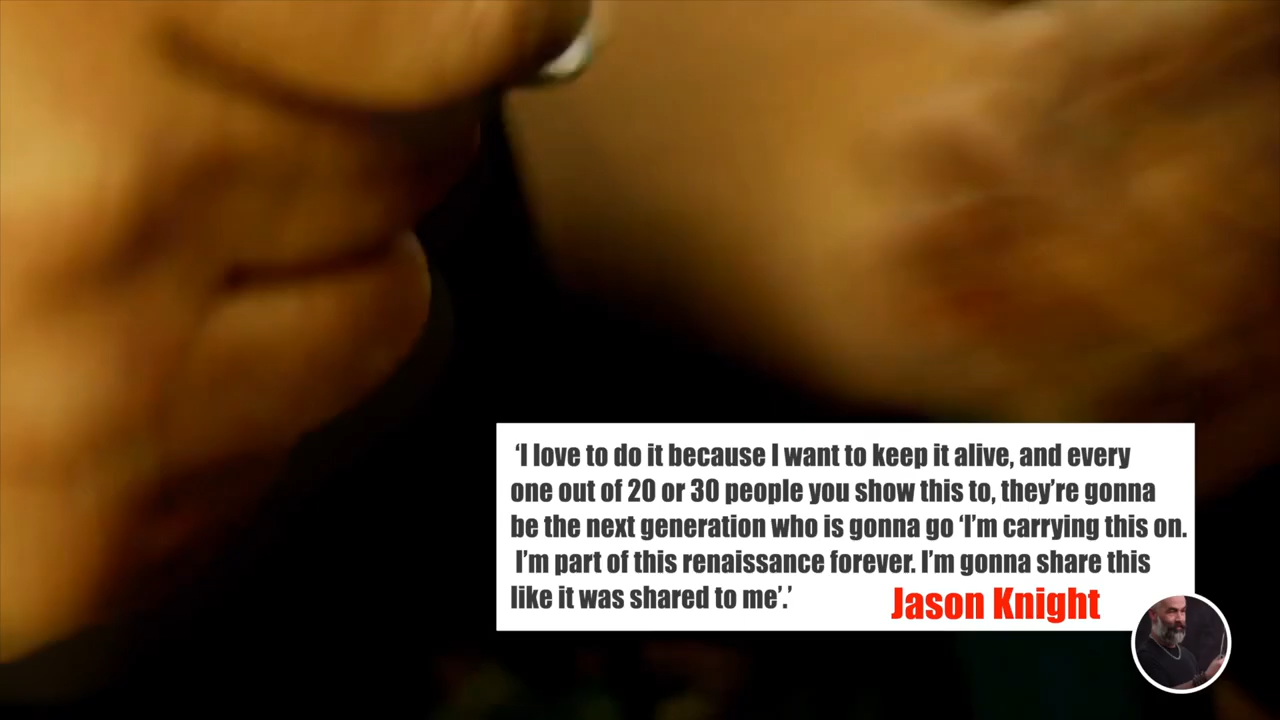 ‘I love to do it because I want to keep it alive, and every
one out of 20 or 30 people you show this to, they’re gonna
be the next generation who is gonna go ‘I’m carrying this on.
I’m part of this renaissance forever. I’m gonna share this
like it was shared to me’.’
Jason Knight